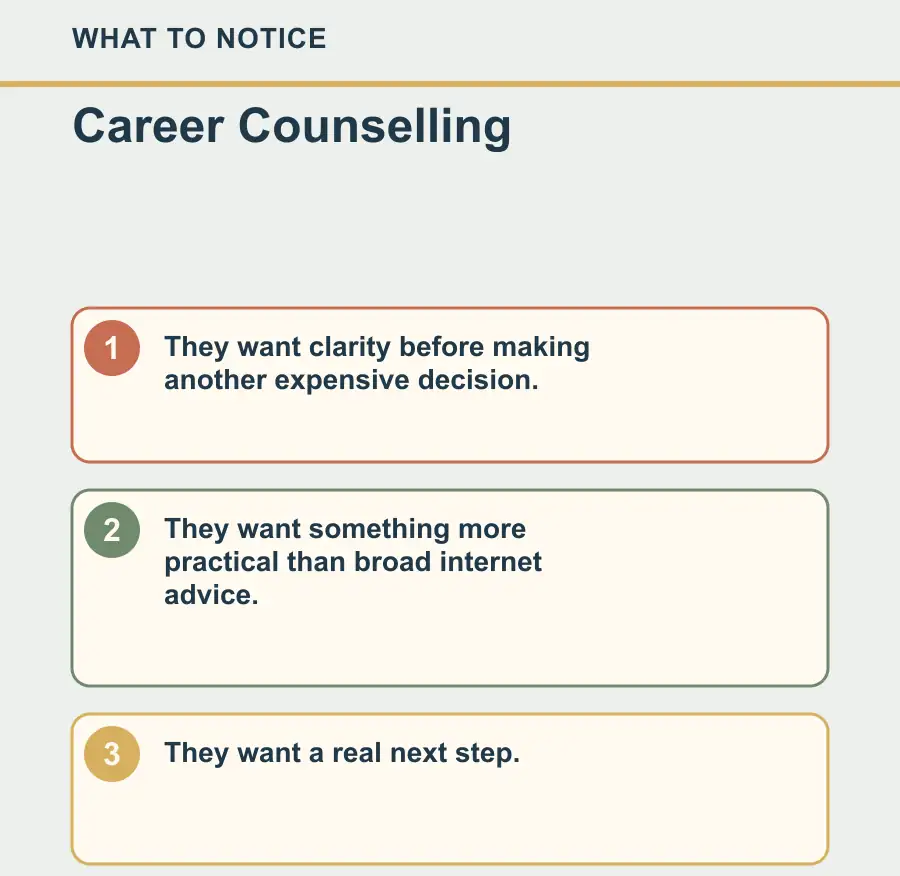 WHAT TO NOTICE
Career Counselling
1
They want clarity before making
another expensive decision.
2
They want something more
practical than broad internet
advice.
3
They want a real next step.